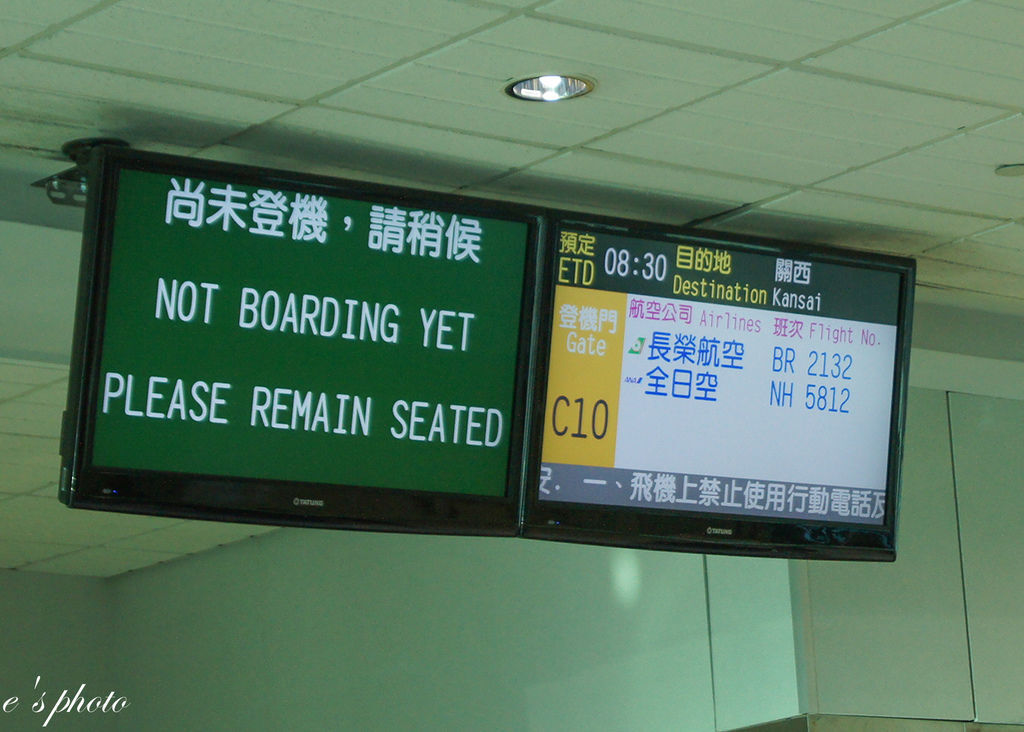 尚未登機，請稍候
NOT BOARDING YET
PLEASE REMAIN SEATED
TATUNG
預定 ETD 08:30 目的地 Destination 關西 Kansai
登機門 Gate
C10
航空公司 Airlines 班次 Flight No.
長榮航空 BR 2132
ANA 全日空 NH 5812
一、飛機上禁止使用行動電話及
TATUNG
e's photo